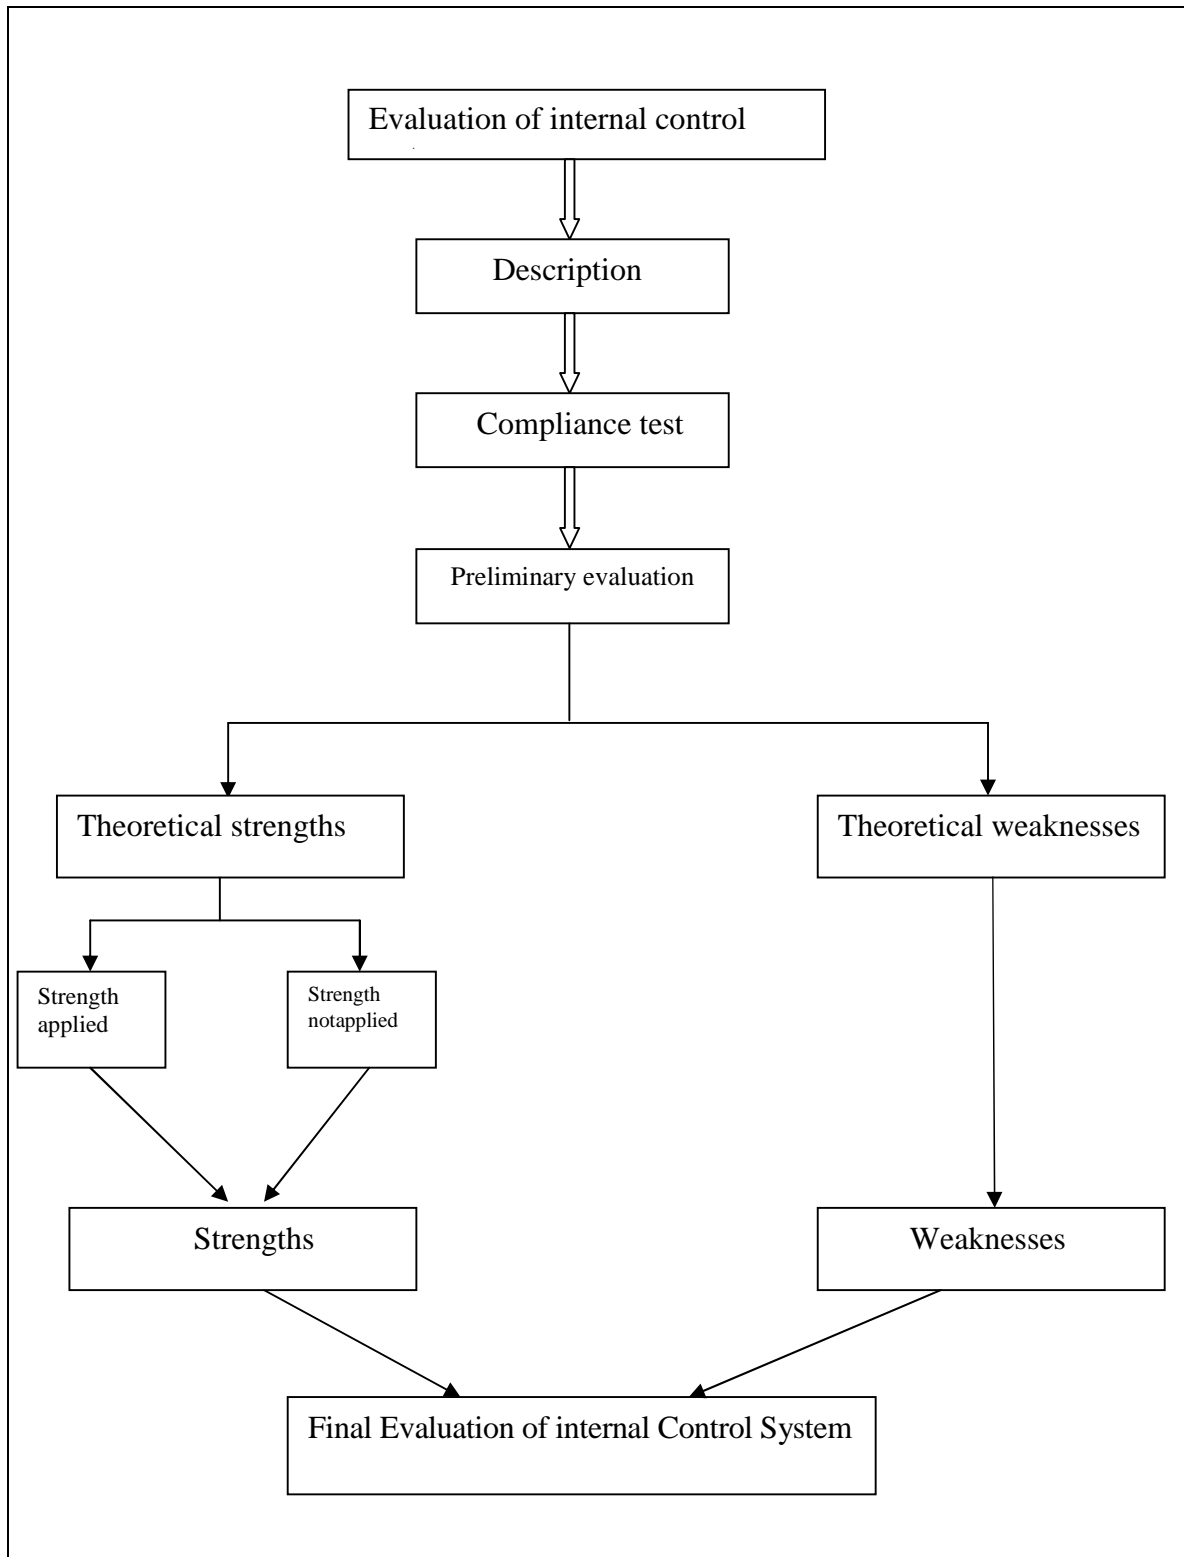 Evaluation of internal control
Description
Compliance test
Preliminary evaluation
Theoretical strengths
Theoretical weaknesses
Strength
applied
Strength
notapplied
Strengths
Weaknesses
Final Evaluation of internal Control System